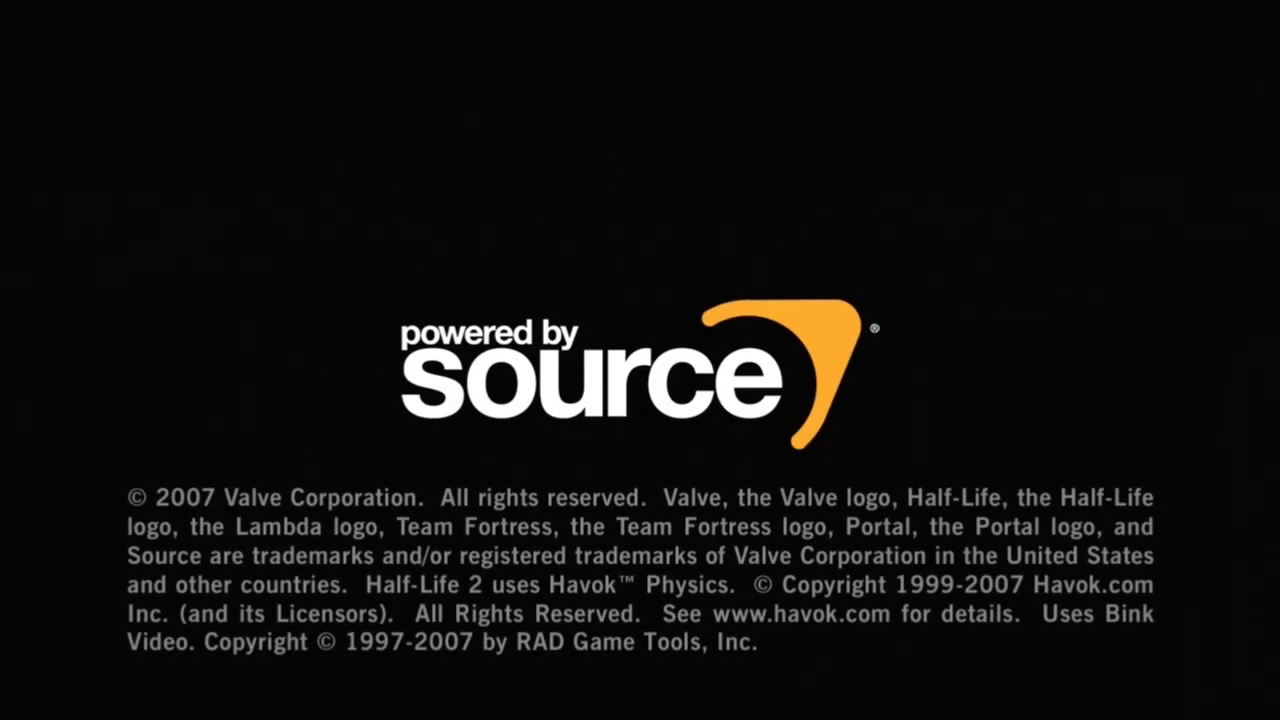 powered by
source®
© 2007 Valve Corporation.  All rights reserved.  Valve, the Valve logo, Half-Life, the Half-Life
logo, the Lambda logo, Team Fortress, the Team Fortress logo, Portal, the Portal logo, and
Source are trademarks and/or registered trademarks of Valve Corporation in the United States
and other countries.  Half-Life 2 uses Havok™ Physics.  © Copyright 1999-2007 Havok.com
Inc. (and its Licensors).  All Rights Reserved.  See www.havok.com for details.  Uses Bink
Video. Copyright © 1997-2007 by RAD Game Tools, Inc.